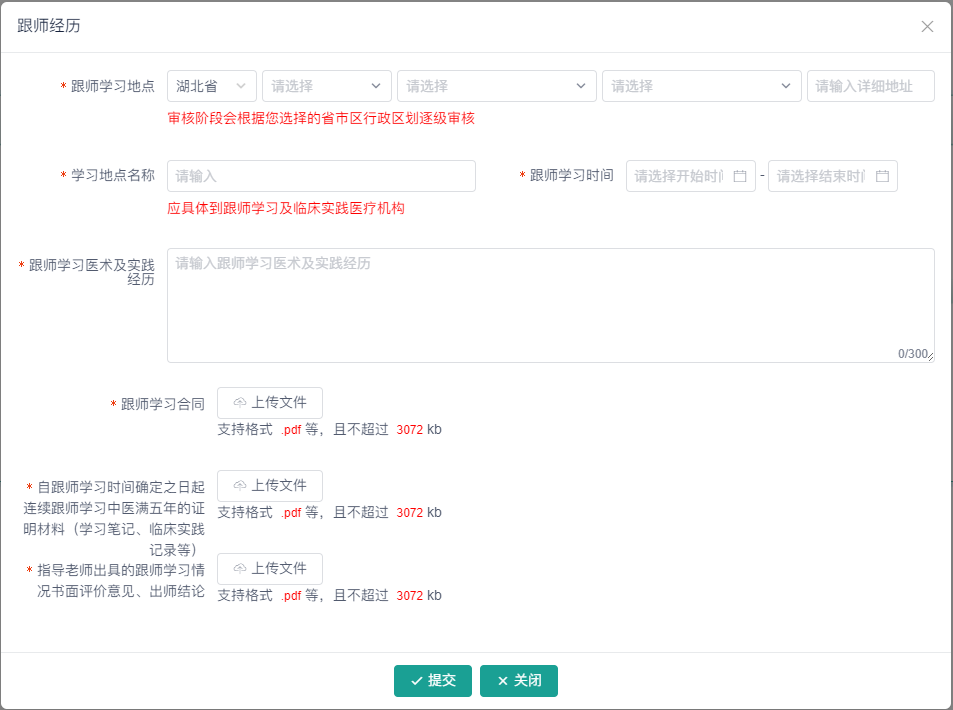 跟师经历
* 跟师学习地点 湖北省 请选择 请选择 请选择 请输入详细地址
审核阶段会根据您选择的省市区行政区划逐级审核
* 学习地点名称 请输入 * 跟师学习时间 请选择开始时间 - 请选择结束时间
应具体到跟师学习及临床实践医疗机构
* 跟师学习医术及实践
经历
请输入跟师学习医术及实践经历
0/300
* 跟师学习合同 上传文件
支持格式 .pdf 等，且不超过 3072 kb
* 自跟师学习时间确定之日起
连续跟师学习中医满五年的证
明材料（学习笔记、临床实践
记录等）
上传文件
支持格式 .pdf 等，且不超过 3072 kb
* 指导老师出具的跟师学习情
况书面评价意见、出师结论
上传文件
支持格式 .pdf 等，且不超过 3072 kb
提交 关闭